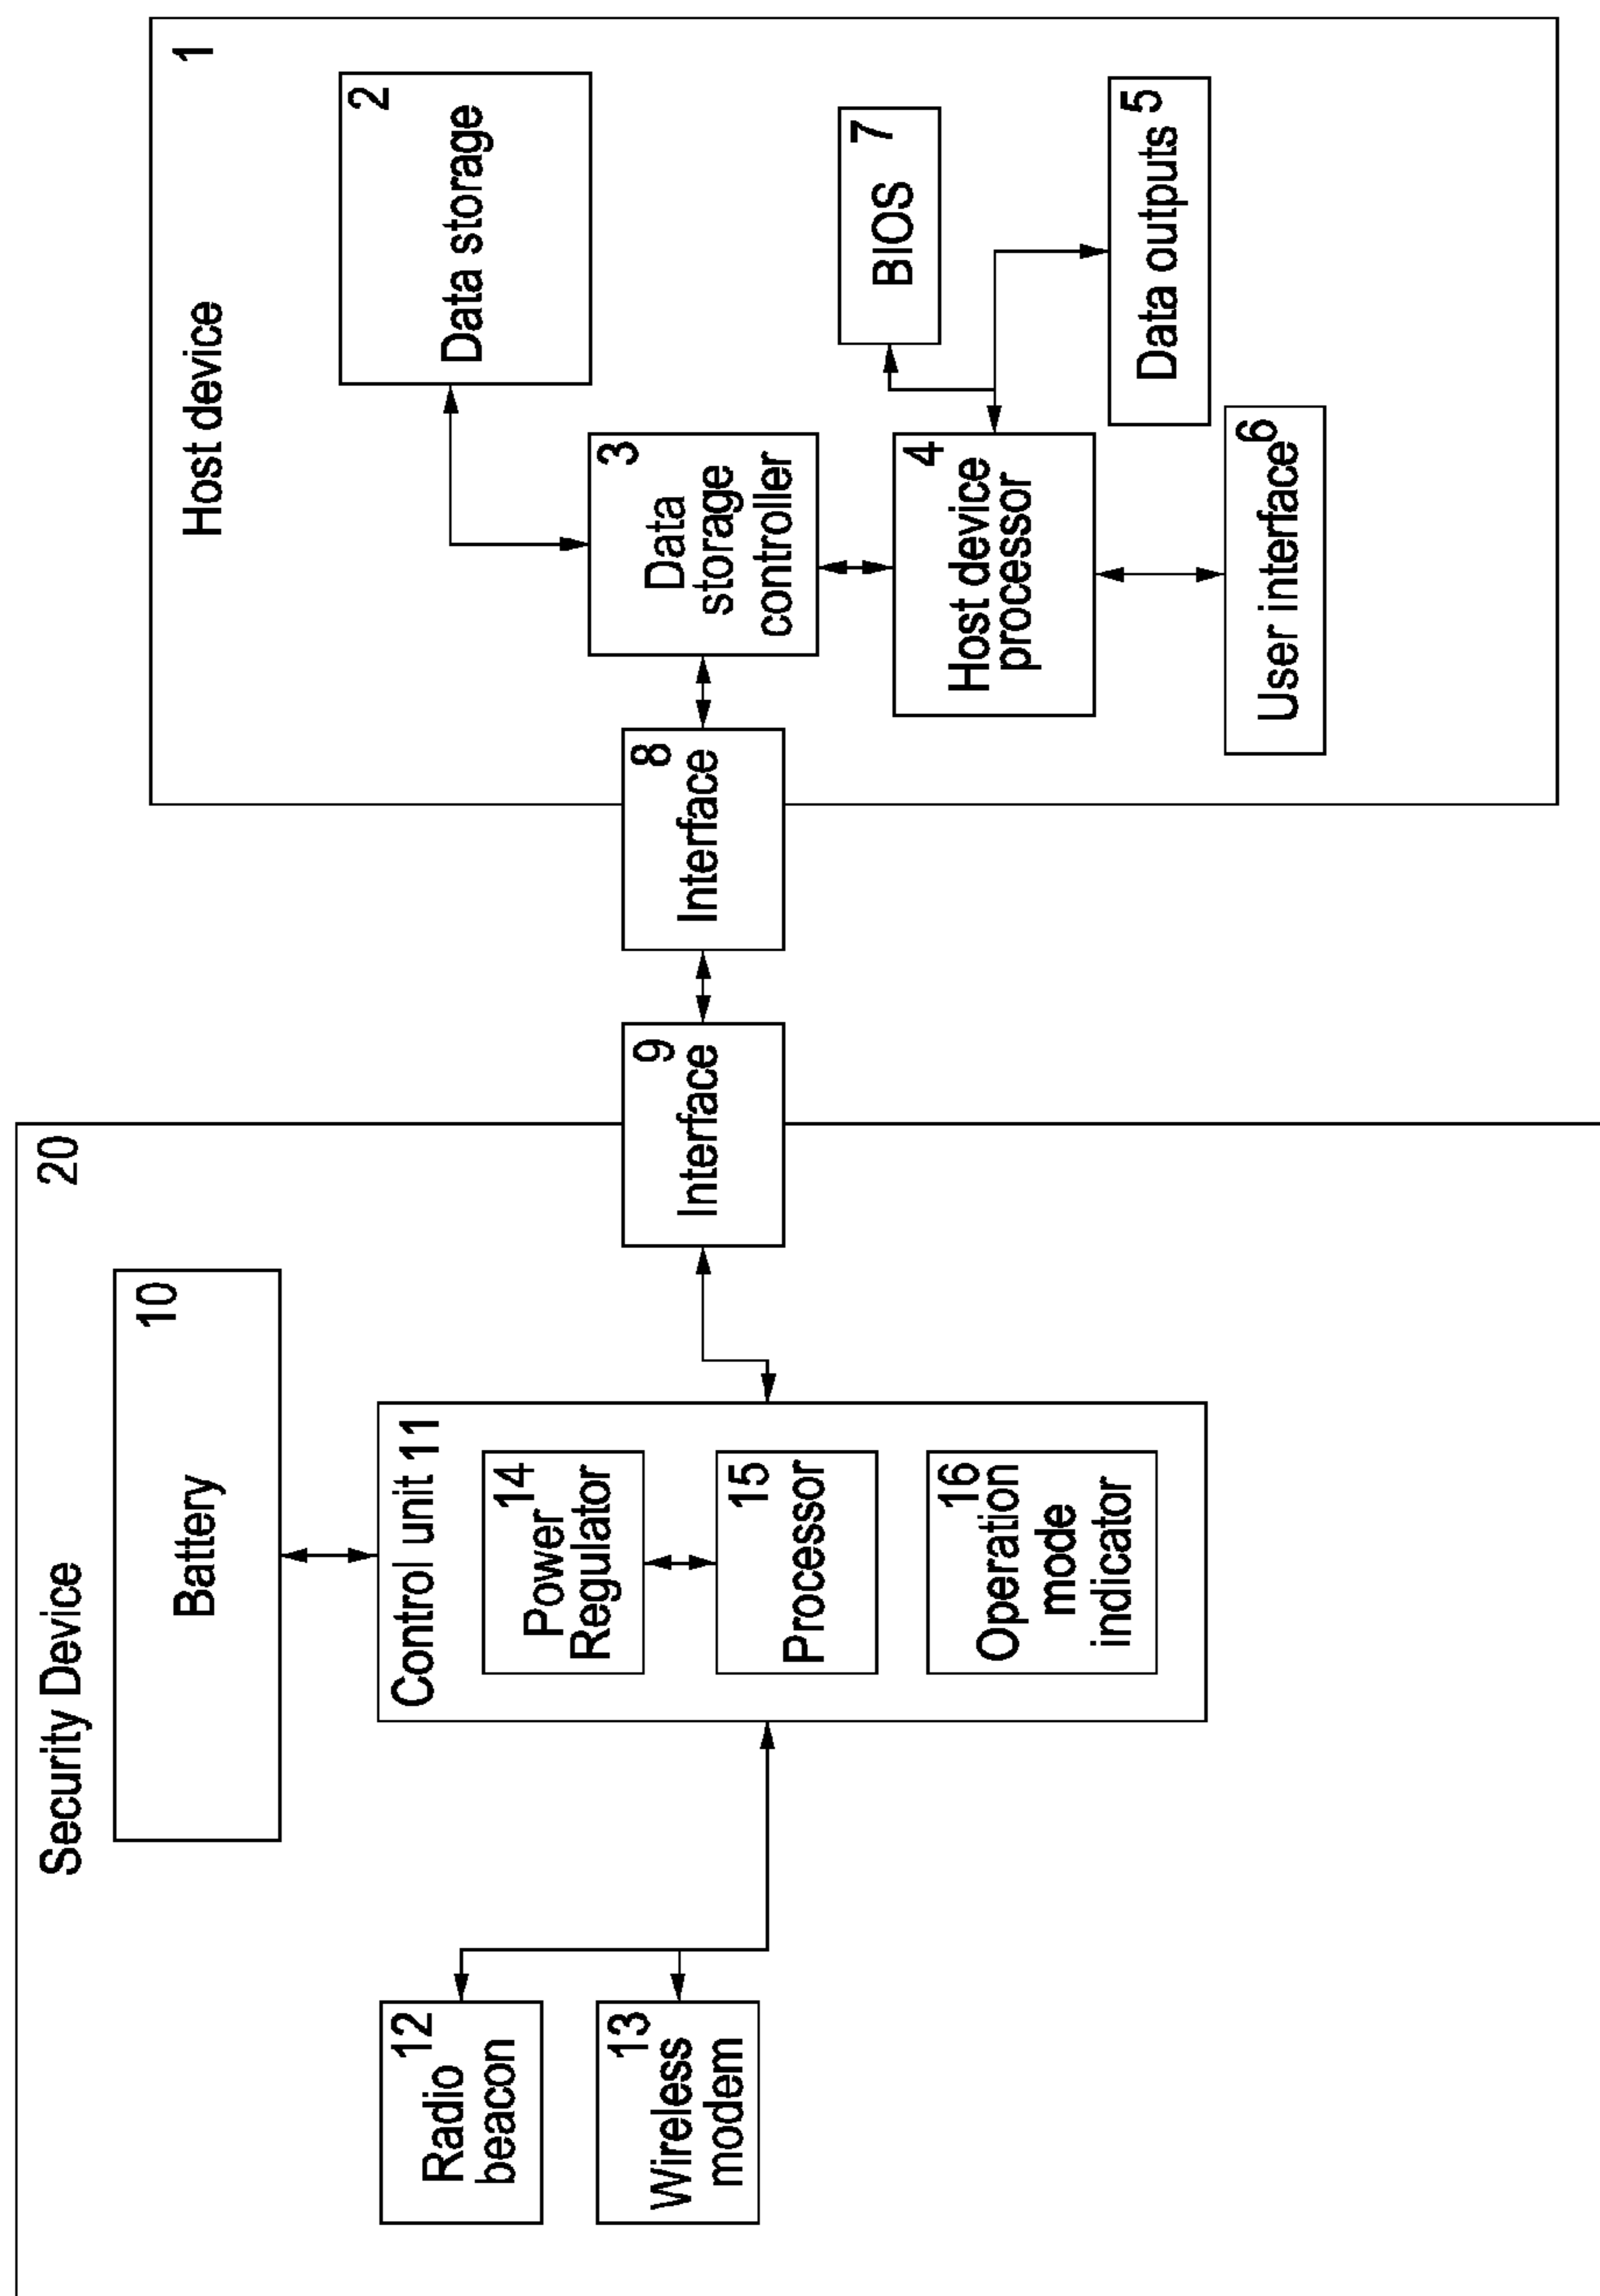 Security Device
20
10
Battery
Control unit 11
14
Power
Regulator
15
Processor
16
Operation
mode
indicator
12
Radio
beacon
13
Wireless
modem
9
Interface
8
Interface
Host device
1
2
Data storage
3
Data
storage
controller
4
Host device
processor
7
BIOS
5
Data outputs
6
User interface